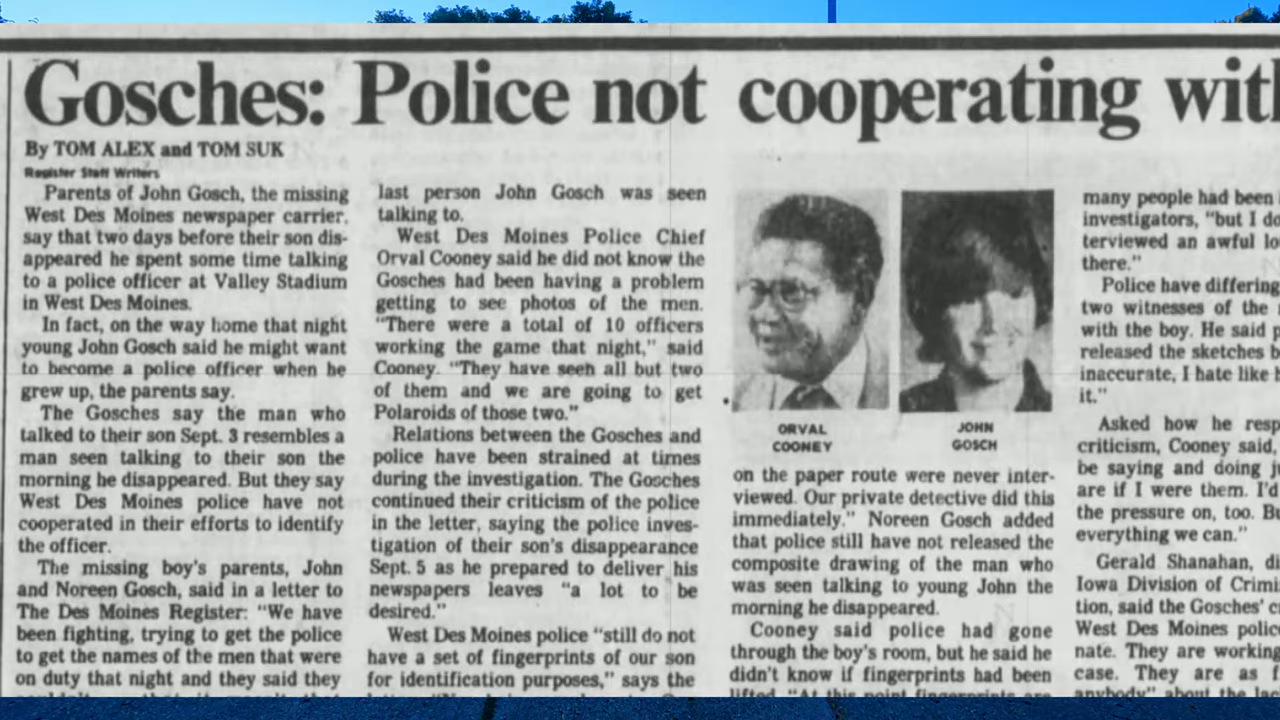 Gosches: Police not cooperating with
By TOM ALEX and TOM SUK
Register Staff Writers
Parents of John Gosch, the missing
West Des Moines newspaper carrier,
say that two days before their son dis-
appeared he spent some time talking
to a police officer at Valley Stadium
in West Des Moines.
In fact, on the way home that night
young John Gosch said he might want
to become a police officer when he
grew up, the parents say.
The Gosches say the man who
talked to their son Sept. 3 resembles a
man seen talking to their son the
morning he disappeared. But they say
West Des Moines police have not
cooperated in their efforts to identify
the officer.
The missing boy's parents, John
and Noreen Gosch, said in a letter to
The Des Moines Register: "We have
been fighting, trying to get the police
to get the names of the men that were
on duty that night and they said they
last person John Gosch was seen
talking to.
West Des Moines Police Chief
Orval Cooney said he did not know the
Gosches had been having a problem
getting to see photos of the men.
"There were a total of 10 officers
working the game that night," said
Cooney. "They have seen all but two
of them and we are going to get
Polaroids of those two."
Relations between the Gosches and
police have been strained at times
during the investigation. The Gosches
continued their criticism of the police
in the letter, saying the police inves-
tigation of their son's disappearance
Sept. 5 as he prepared to deliver his
newspapers leaves "a lot to be
desired."
West Des Moines police "still do not
have a set of fingerprints of our son
for identification purposes," says the
ORVAL
COONEY
JOHN
GOSCH
on the paper route were never inter-
viewed. Our private detective did this
immediately." Noreen Gosch added
that police still have not released the
composite drawing of the man who
was seen talking to young John the
morning he disappeared.
Cooney said police had gone
through the boy's room, but he said he
didn't know if fingerprints had been
lifted. "At this point fingerprints are
many people had been
investigators, "but I do
terviewed an awful lo
there."
Police have differing
two witnesses of the
with the boy. He said p
released the sketches b
inaccurate, I hate like h
it."
Asked how he resp
criticism, Cooney said,
be saying and doing ju
are if I were them. I'd
the pressure on, too. Bu
everything we can."
Gerald Shanahan, di
Iowa Division of Crimi
tion, said the Gosches' c
West Des Moines police
nate. They are working
case. They are as f
anybody" about the lac